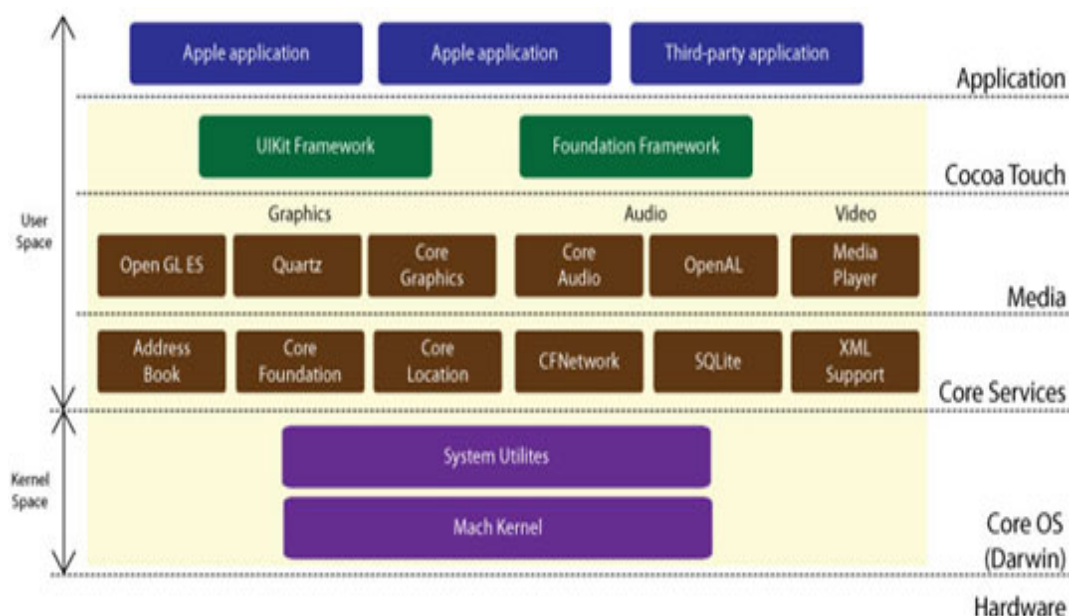 Apple application
Apple application
Third-party application
Application
UIKit Framework
Foundation Framework
Cocoa Touch
User
Space
Graphics
Audio
Video
Open GL ES
Quartz
Core
Graphics
Core
Audio
OpenAL
Media
Player
Media
Address
Book
Core
Foundation
Core
Location
CFNetwork
SQLite
XML
Support
Core Services
Kernel
Space
System Utilites
Mach Kernel
Core OS
(Darwin)
Hardware